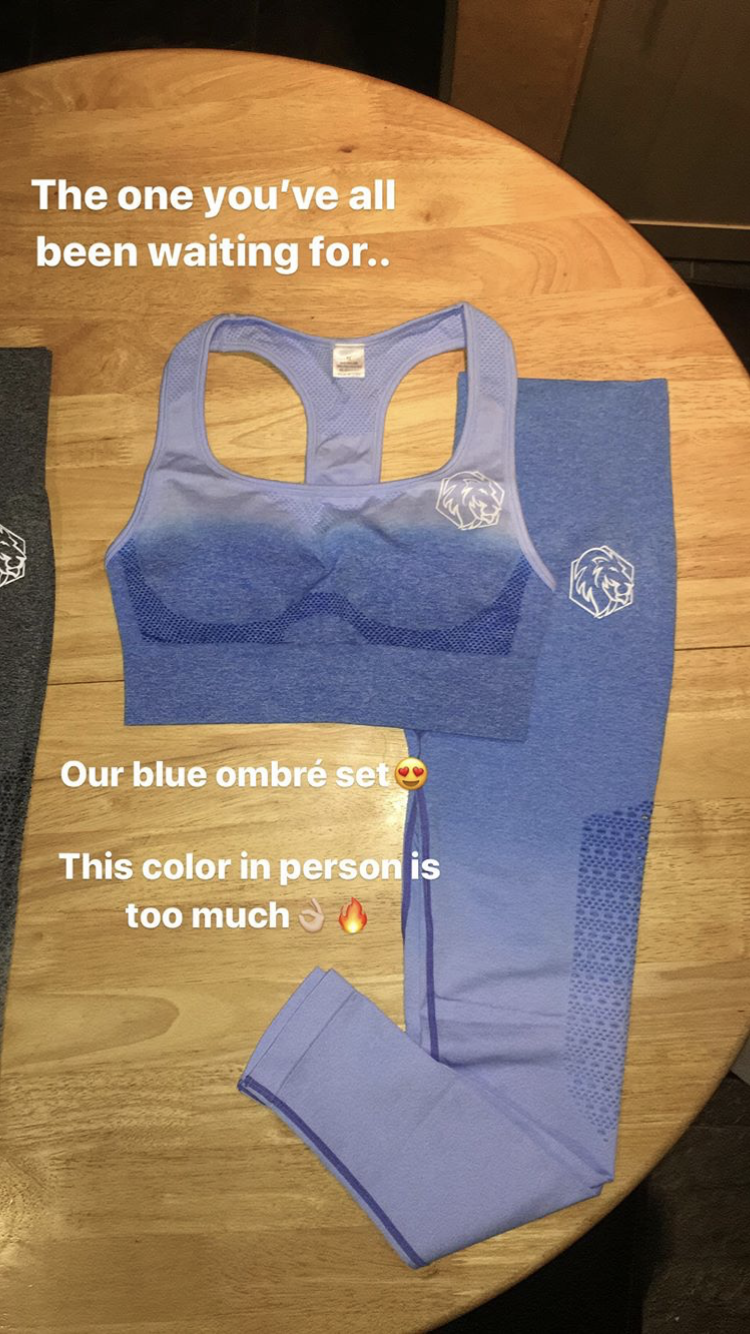 The one you've all
been waiting for..
Our blue ombré set😍
This color in person is
too much👌🏼🔥